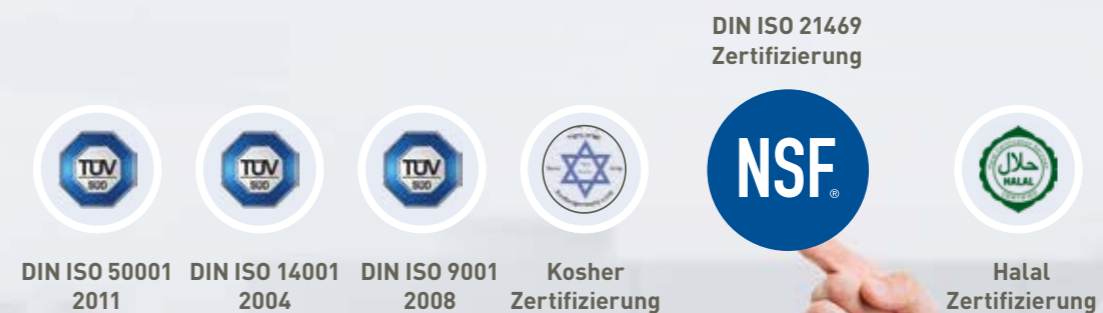 DIN ISO 21469
Zertifizierung
TÜV
SÜD
TÜV
SÜD
TÜV
SÜD
NSF®
حلال
HALAL
DIN ISO 50001
2011
DIN ISO 14001
2004
DIN ISO 9001
2008
Kosher
Zertifizierung
Halal
Zertifizierung